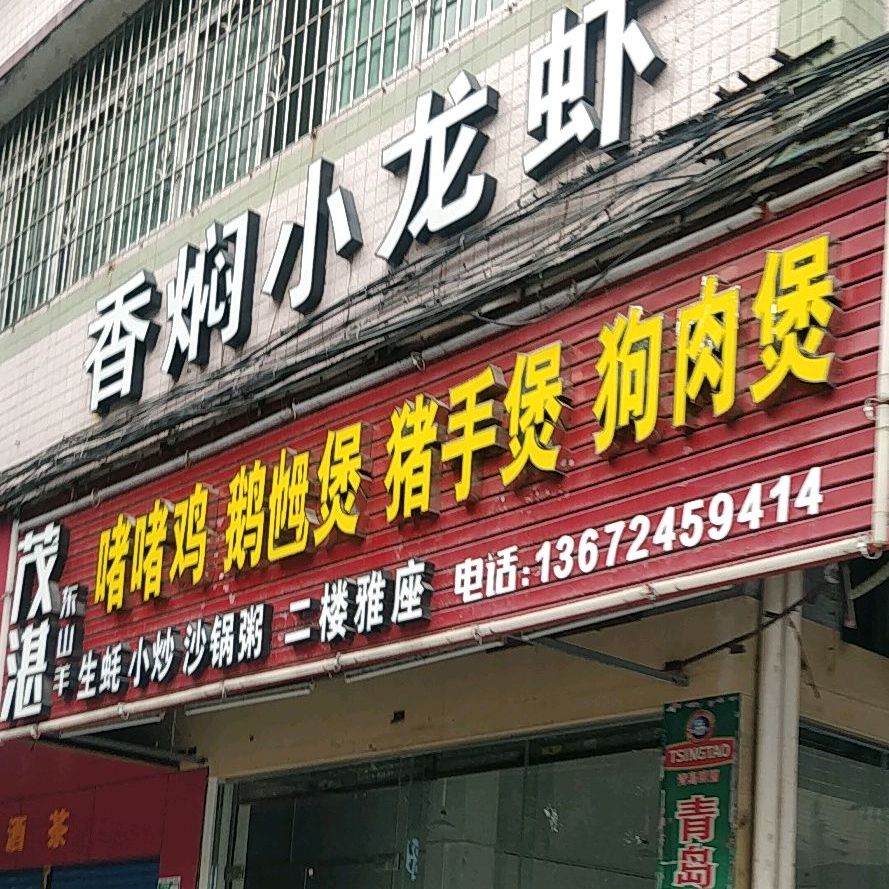 香焖小龙虾
啫啫鸡 鹅乸煲 猪手煲 狗肉煲
茂湛
东山羊
生蚝 小炒 沙锅粥 二楼雅座 电话:13672459414
TSINGTAO
青岛
酒 茶